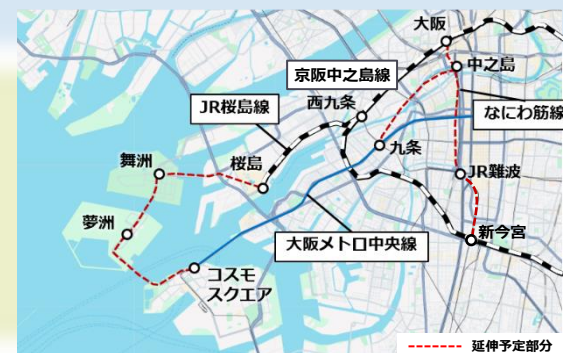 大阪
中之島
京阪中之島線
西九条
なにわ筋線
JR桜島線
九条
舞洲
桜島
JR難波
夢洲
大阪メトロ中央線
新今宮
コスモ
スクエア
延伸予定部分